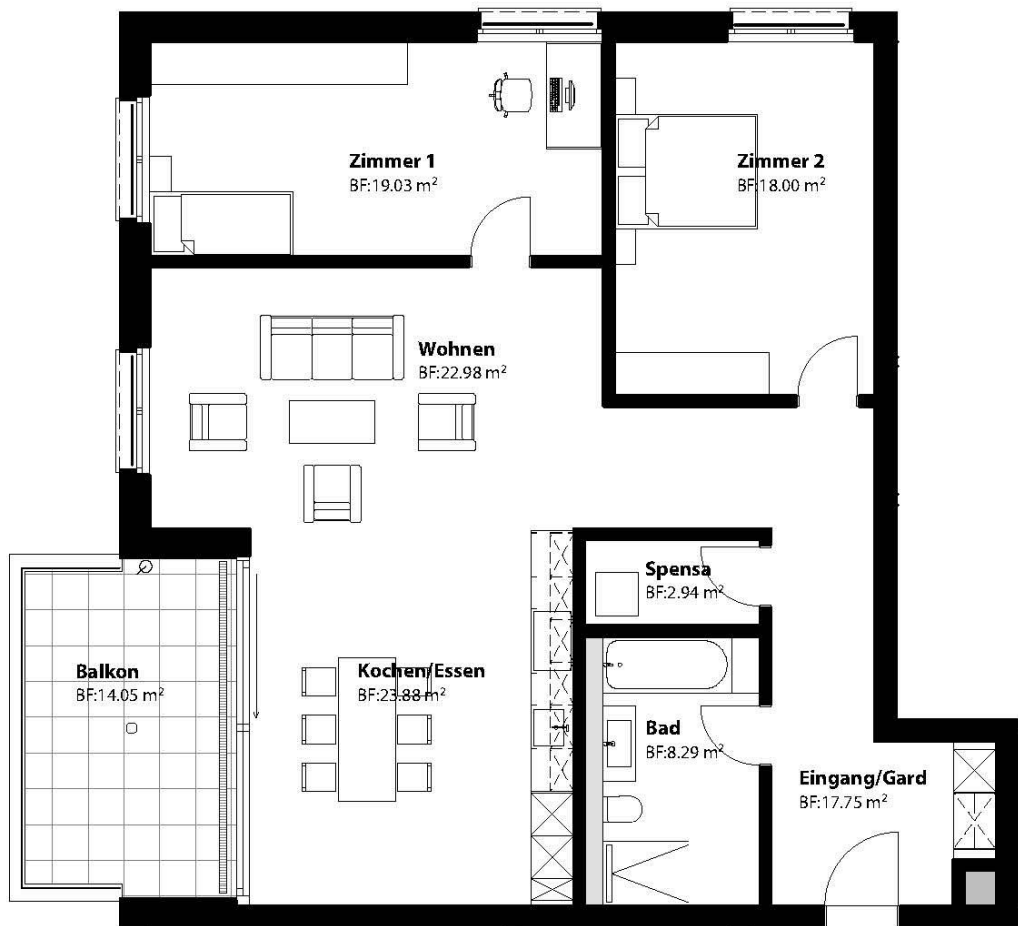 Zimmer 1
BF:19.03 m²
Zimmer 2
BF:18.00 m²
Wohnen
BF:22.98 m²
Spensa
BF:2.94 m²
Balkon
BF:14.05 m²
Kochen/Essen
BF:23.88 m²
Bad
BF:8.29 m²
Eingang/Gard
BF:17.75 m²